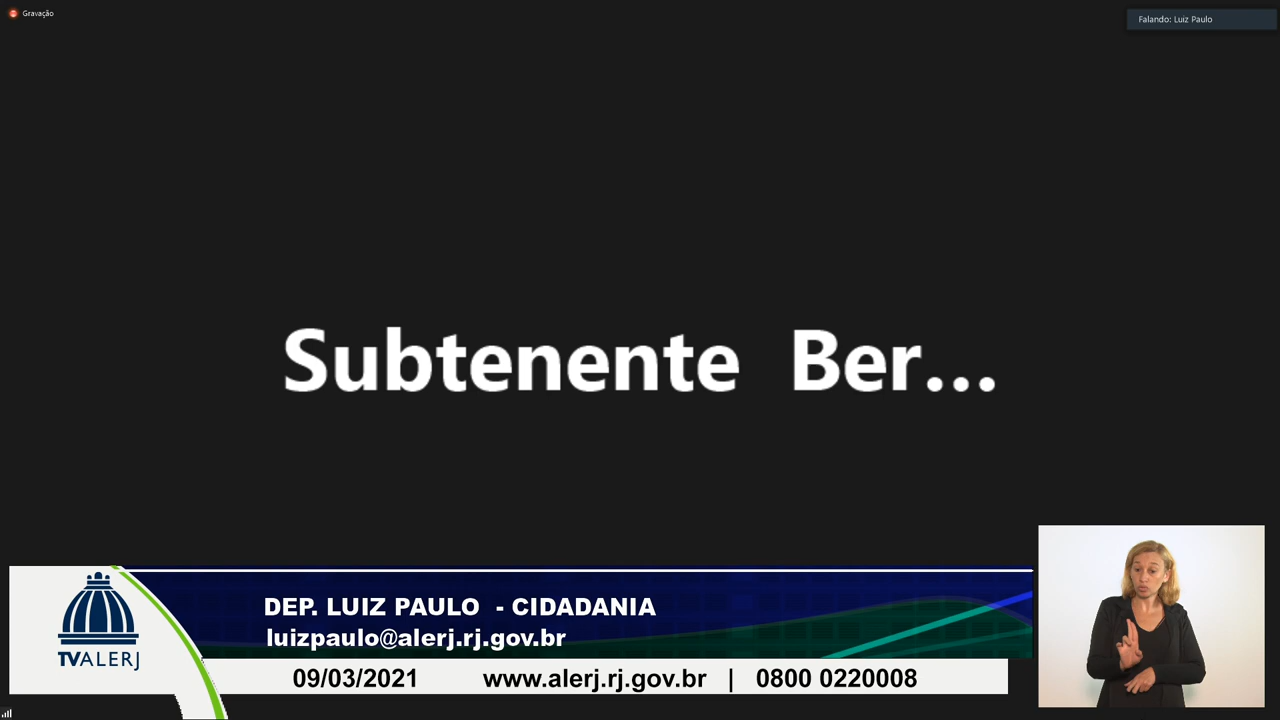 Gravação
Falando: Luiz Paulo
Subtenente Ber...
DEP. LUIZ PAULO - CIDADANIA
luizpaulo@alerj.rj.gov.br
TVALERJ
09/03/2021 www.alerj.rj.gov.br | 0800 0220008